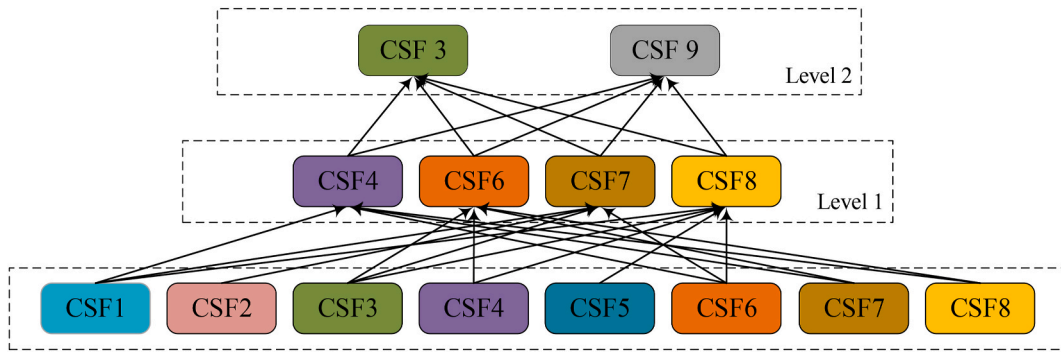 CSF 3 CSF 9
Level 2
CSF4 CSF6 CSF7 CSF8
Level 1
CSF1 CSF2 CSF3 CSF4 CSF5 CSF6 CSF7 CSF8